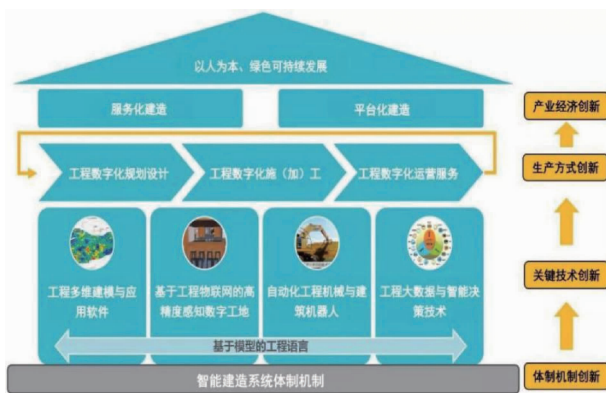 以人为本、绿色可持续发展
服务化建造
平台化建造
产业经济创新
工程数字化规划设计
工程数字化施（加）工
工程数字化运营服务
生产方式创新
工程多维建模与应
用软件
基于工程物联网的高
精度感知数字工地
自动化工程机械与建
筑机器人
工程大数据与智能决
策技术
关键技术创新
基于模型的工程语言
智能建造系统体制机制
体制机制创新